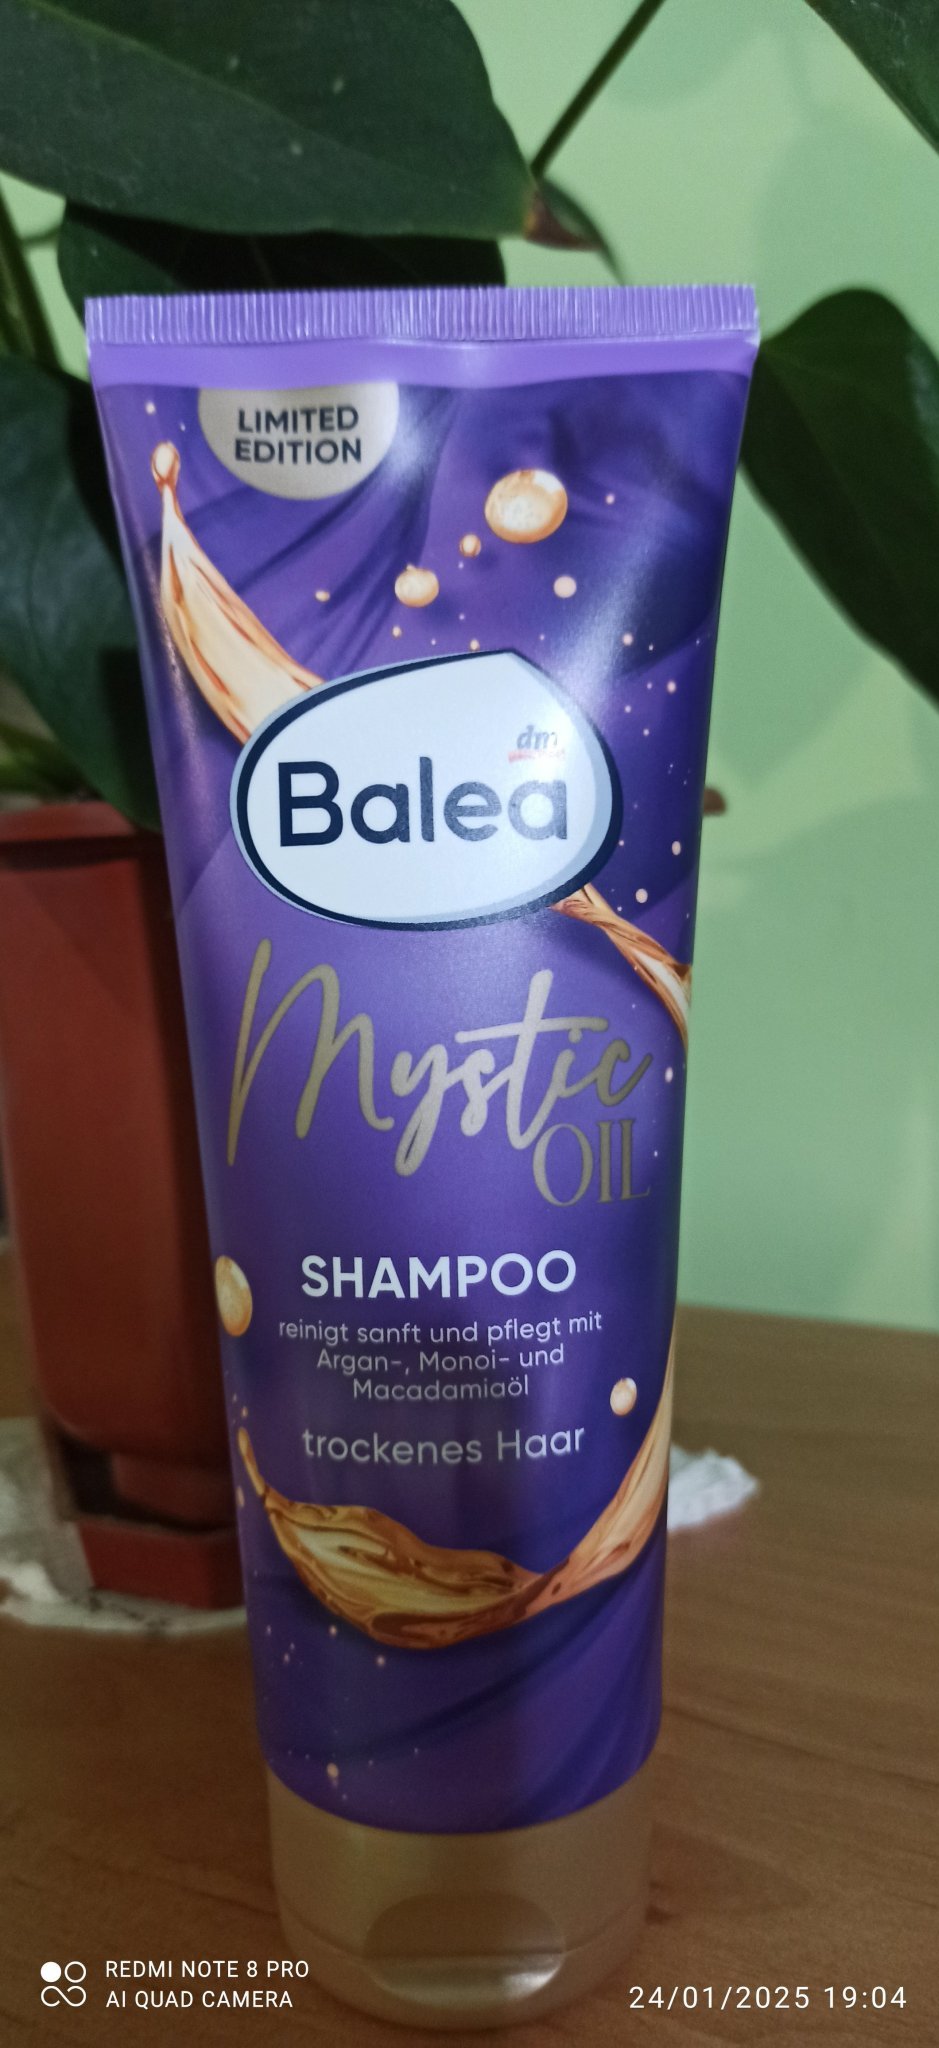 LIMITED
EDITION
dm
Balea
Mystic
OIL
SHAMPOO
reinigt sanft und pflegt mit
Argan-, Monoi- und
Macadamiaöl
trockenes Haar
REDMI NOTE 8 PRO
AI QUAD CAMERA
24/01/2025 19:04